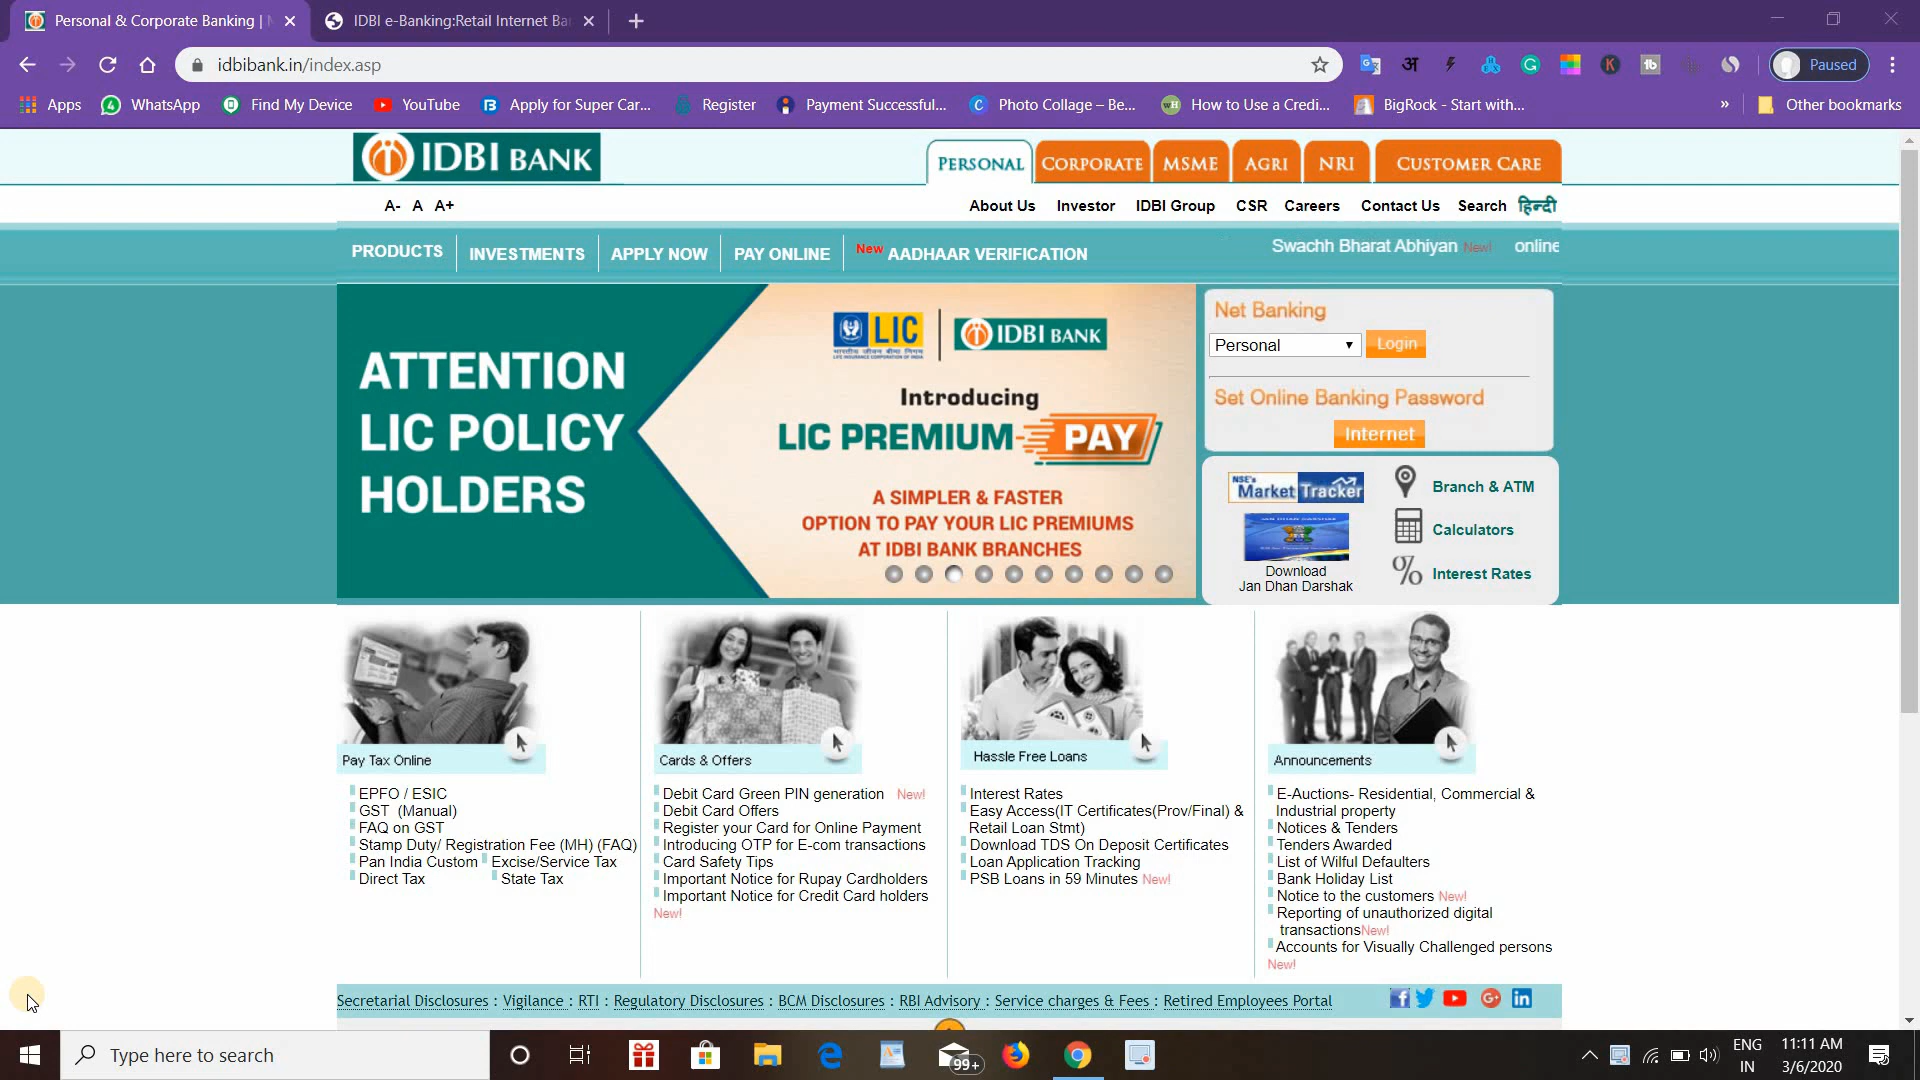 Personal & Corporate Banking |
IDBI e-Banking:Retail Internet Ba
idbibank.in/index.asp
Paused
Apps
WhatsApp
Find My Device
YouTube
Apply for Super Car...
Register
Payment Successful...
Photo Collage – Be...
How to Use a Credi...
BigRock - Start with...
»
Other bookmarks
IDBI BANK
PERSONAL
CORPORATE
MSME
AGRI
NRI
CUSTOMER CARE
A- A A+
About Us Investor IDBI Group CSR Careers Contact Us Search हिन्दी
PRODUCTS
INVESTMENTS
APPLY NOW
PAY ONLINE
New AADHAAR VERIFICATION
Swachh Bharat Abhiyan New! online
ATTENTION
LIC POLICY
HOLDERS
LIC
भारतीय जीवन बीमा निगम
LIFE INSURANCE CORPORATION OF INDIA
IDBI BANK
Introducing
LIC PREMIUM PAY
A SIMPLER & FASTER
OPTION TO PAY YOUR LIC PREMIUMS
AT IDBI BANK BRANCHES
Net Banking
Personal
Login
Set Online Banking Password
Internet
NSE's
Market Tracker
JAN DHAN DARSHAK
Download
Jan Dhan Darshak
Branch & ATM
Calculators
Interest Rates
Pay Tax Online
EPFO / ESIC
GST (Manual)
FAQ on GST
Stamp Duty/ Registration Fee (MH) (FAQ)
Pan India Custom Excise/Service Tax
Direct Tax State Tax
Cards & Offers
Debit Card Green PIN generation New!
Debit Card Offers
Register your Card for Online Payment
Introducing OTP for E-com transactions
Card Safety Tips
Important Notice for Rupay Cardholders
Important Notice for Credit Card holders
New!
Hassle Free Loans
Interest Rates
Easy Access(IT Certificates(Prov/Final) &
Retail Loan Stmt)
Download TDS On Deposit Certificates
Loan Application Tracking
PSB Loans in 59 Minutes New!
Announcements
E-Auctions- Residential, Commercial &
Industrial property
Notices & Tenders
Tenders Awarded
List of Wilful Defaulters
Bank Holiday List
Notice to the customers New!
Reporting of unauthorized digital
transactionsNew!
Accounts for Visually Challenged persons
New!
Secretarial Disclosures : Vigilance : RTI : Regulatory Disclosures : BCM Disclosures : RBI Advisory : Service charges & Fees : Retired Employees Portal
Type here to search
99+
ENG
IN
11:11 AM
3/6/2020